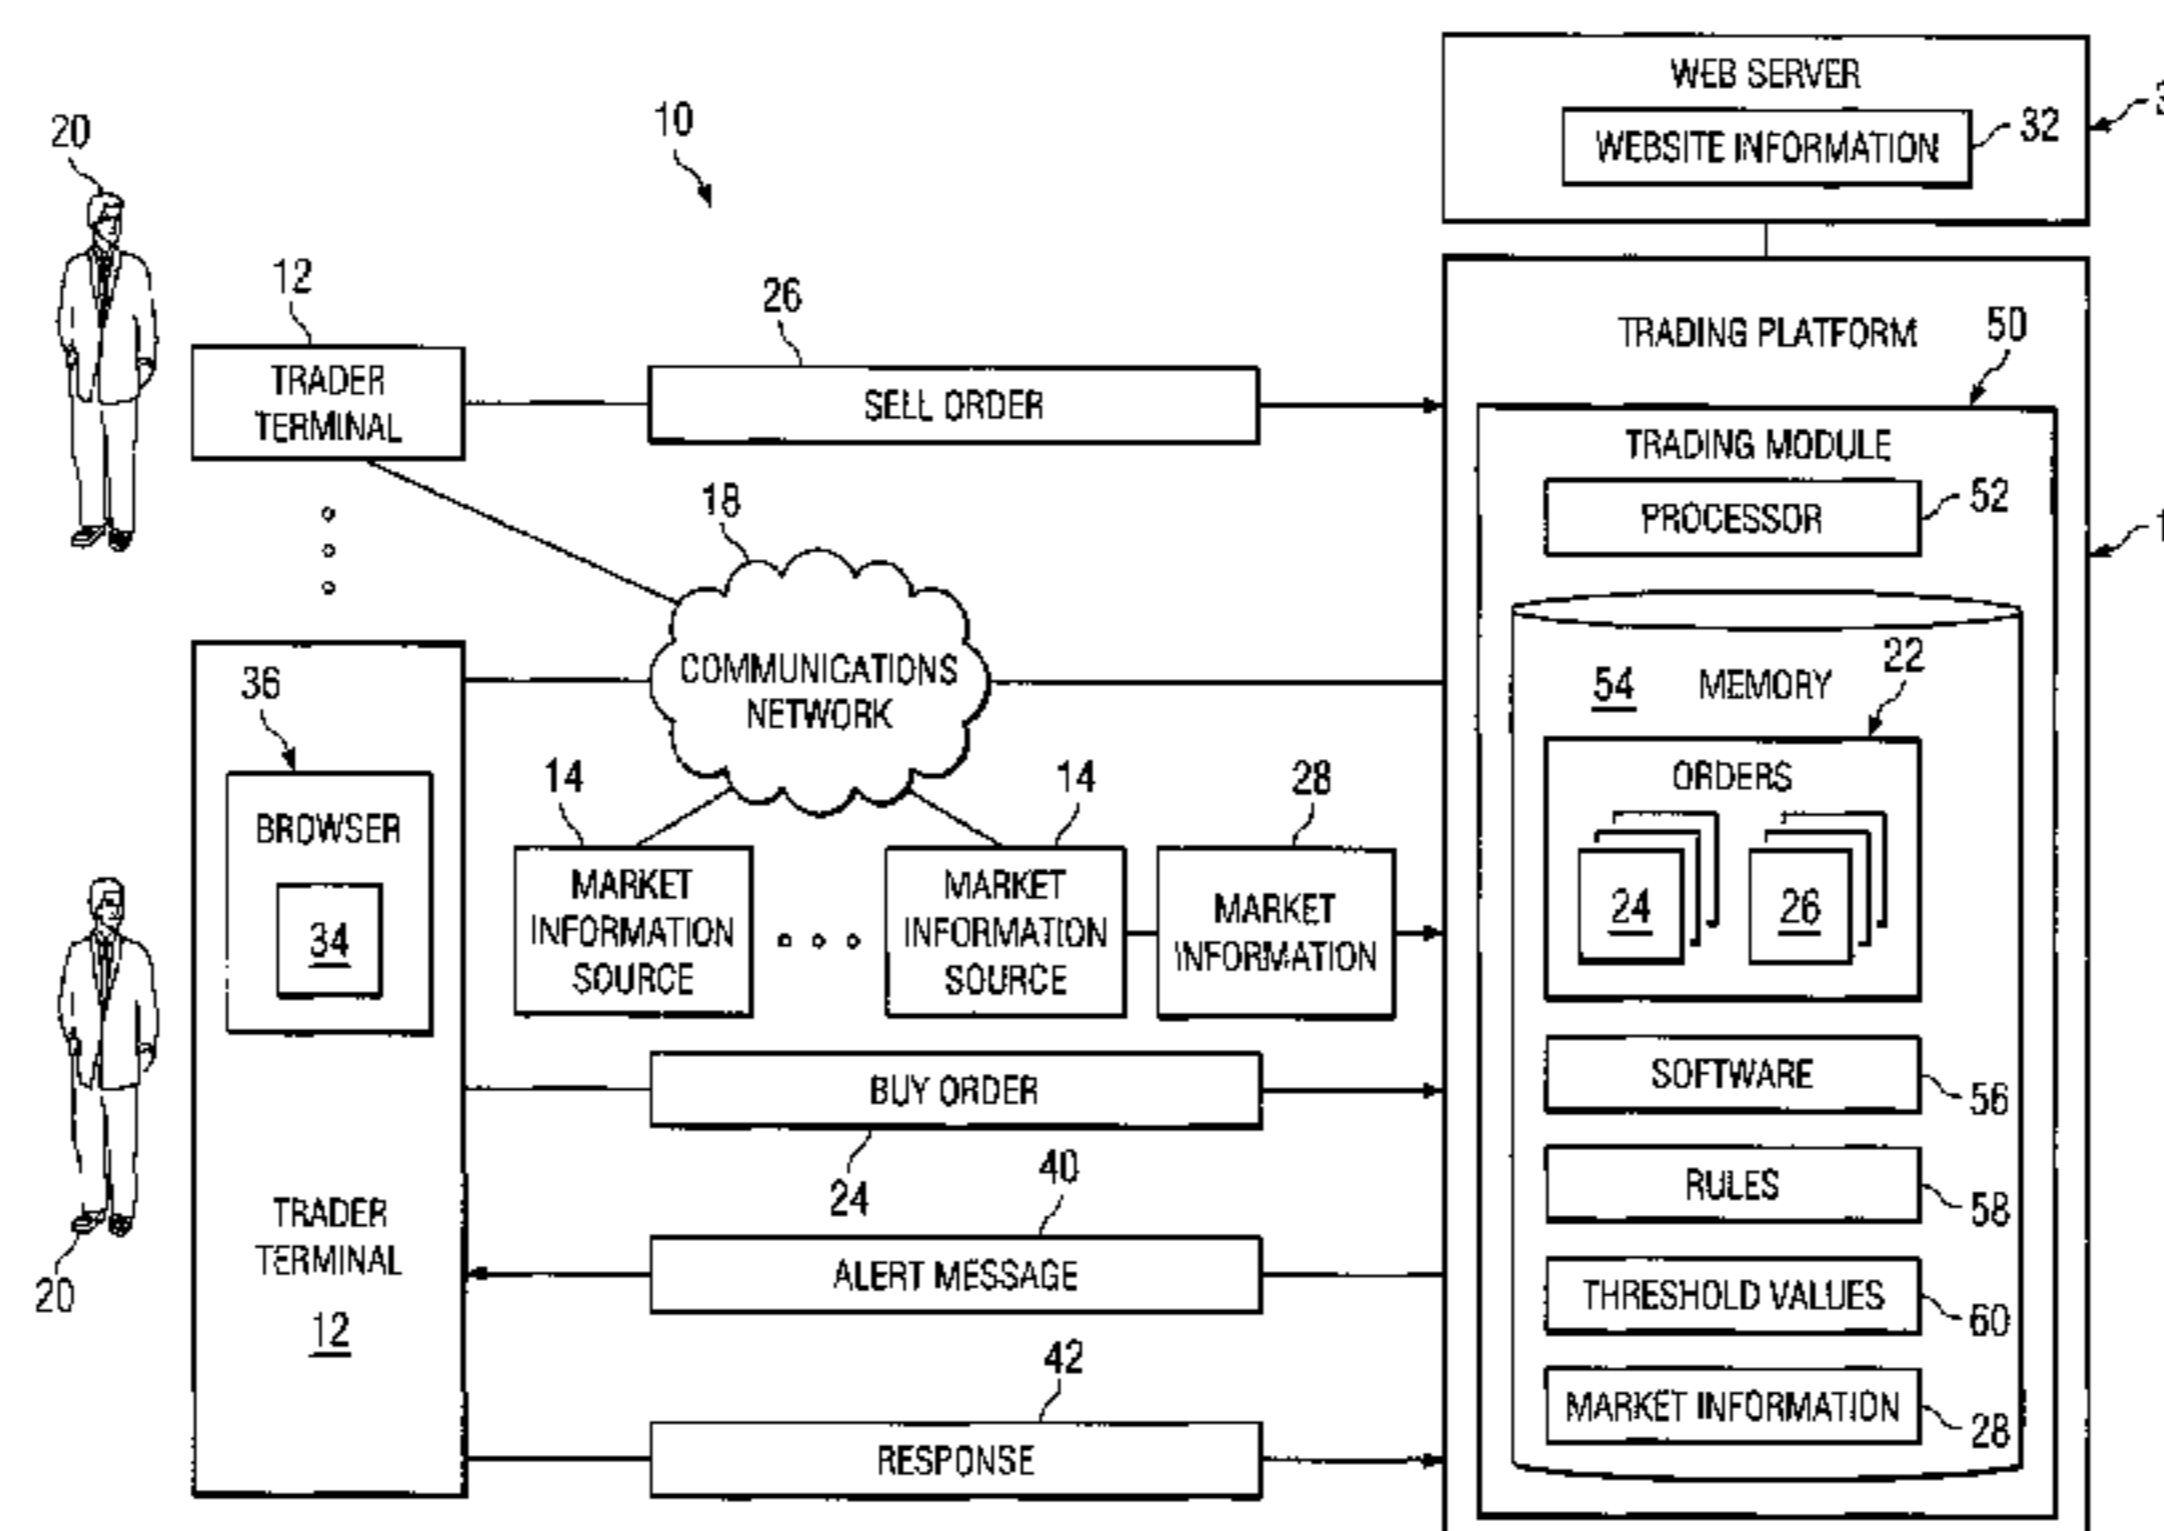 WEB SERVER
WEBSITE INFORMATION
32
20
10
12
26
TRADER
TERMINAL
SELL ORDER
TRADING PLATFORM
50
TRADING MODULE
PROCESSOR
52
18
COMMUNICATIONS
NETWORK
54
MEMORY
22
ORDERS
24
26
36
BROWSER
34
14
MARKET
INFORMATION
SOURCE
14
MARKET
INFORMATION
SOURCE
28
MARKET
INFORMATION
BUY ORDER
24
SOFTWARE
56
RULES
58
40
ALERT MESSAGE
THRESHOLD VALUES
60
20
TRADER
TERMINAL
12
42
RESPONSE
MARKET INFORMATION
28